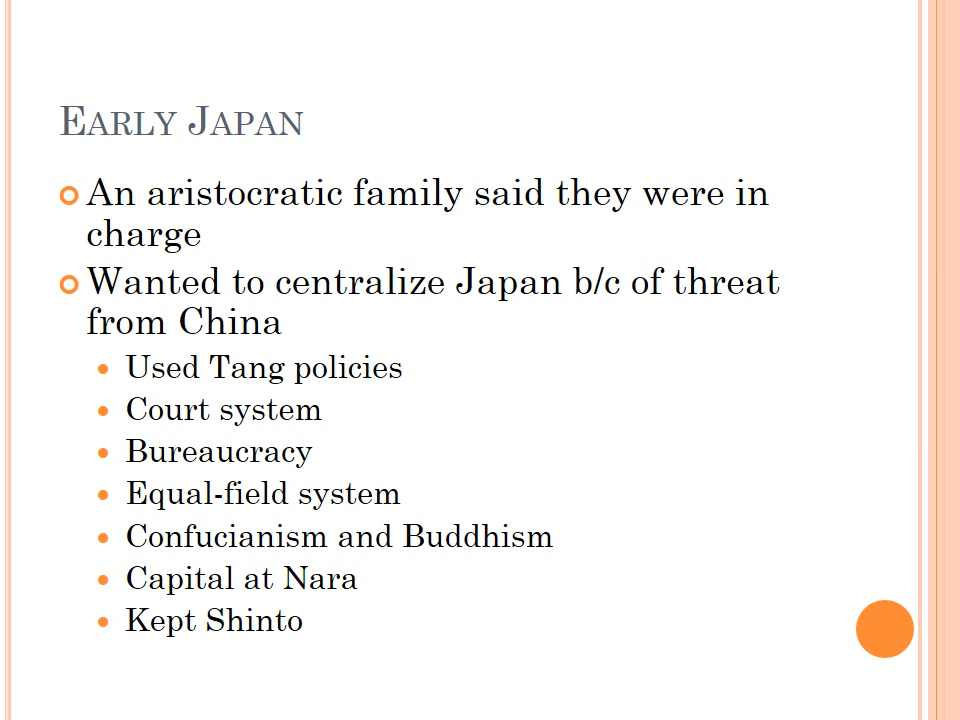 Early Japan
An aristocratic family said they were in
charge
Wanted to centralize Japan b/c of threat
from China
Used Tang policies
Court system
Bureaucracy
Equal-field system
Confucianism and Buddhism
Capital at Nara
Kept Shinto